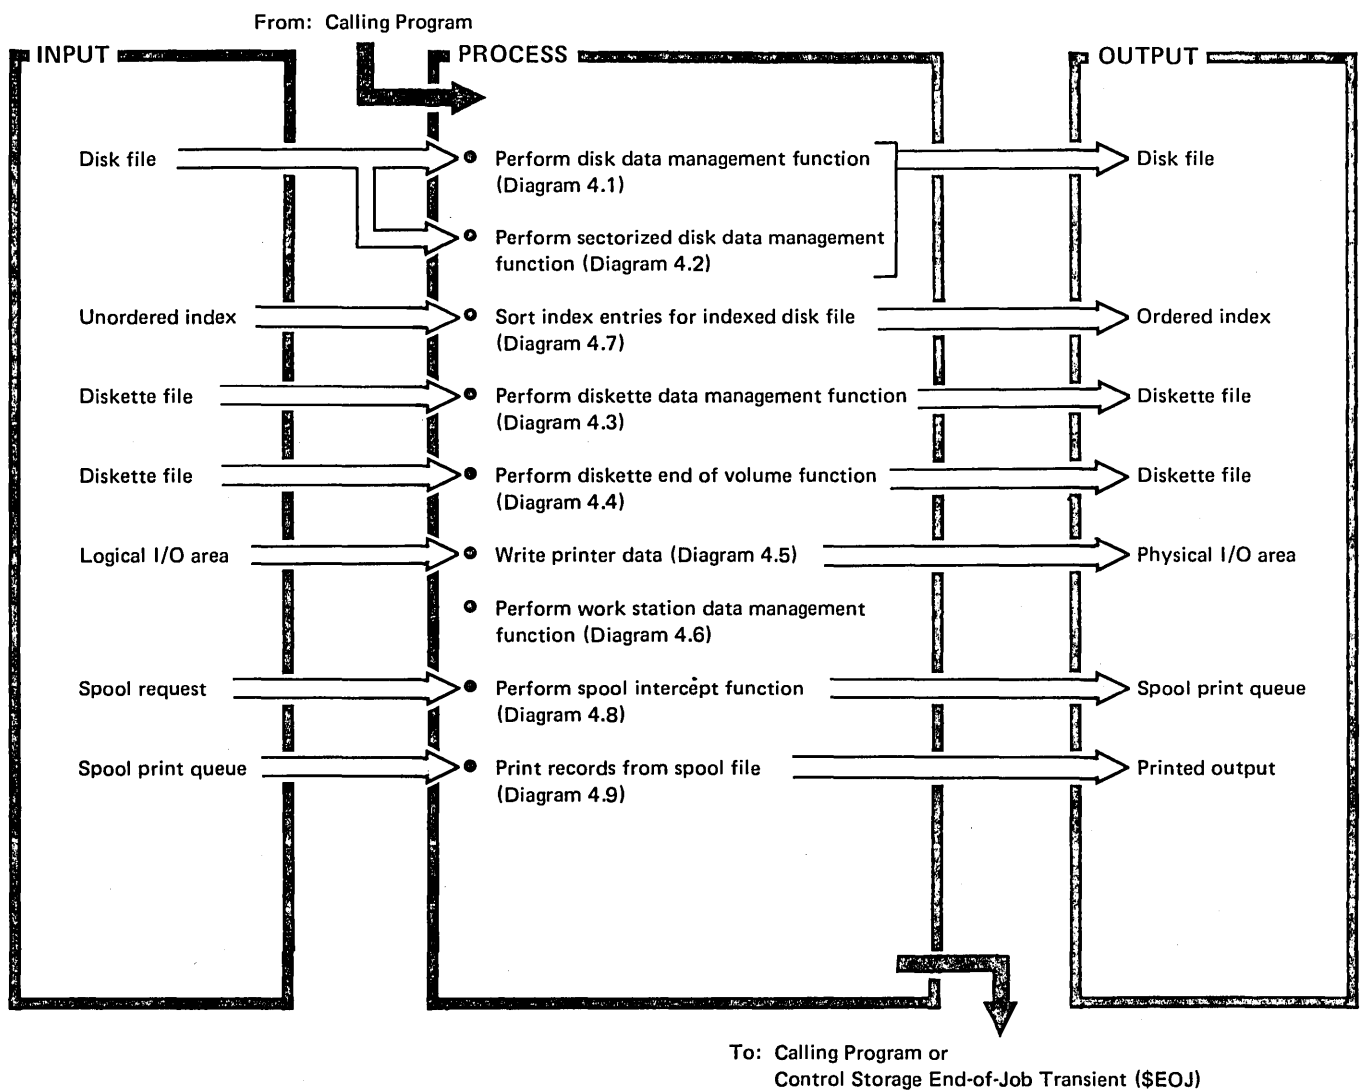 From: Calling Program
INPUT
PROCESS
OUTPUT
Disk file
Perform disk data management function
(Diagram 4.1)
Disk file
Perform sectorized disk data management
function (Diagram 4.2)
Unordered index
Sort index entries for indexed disk file
(Diagram 4.7)
Ordered index
Diskette file
Perform diskette data management function
(Diagram 4.3)
Diskette file
Diskette file
Perform diskette end of volume function
(Diagram 4.4)
Diskette file
Logical I/O area
Write printer data (Diagram 4.5)
Physical I/O area
Perform work station data management
function (Diagram 4.6)
Spool request
Perform spool intercept function
(Diagram 4.8)
Spool print queue
Spool print queue
Print records from spool file
(Diagram 4.9)
Printed output
To: Calling Program or
Control Storage End-of-Job Transient ($EOJ)